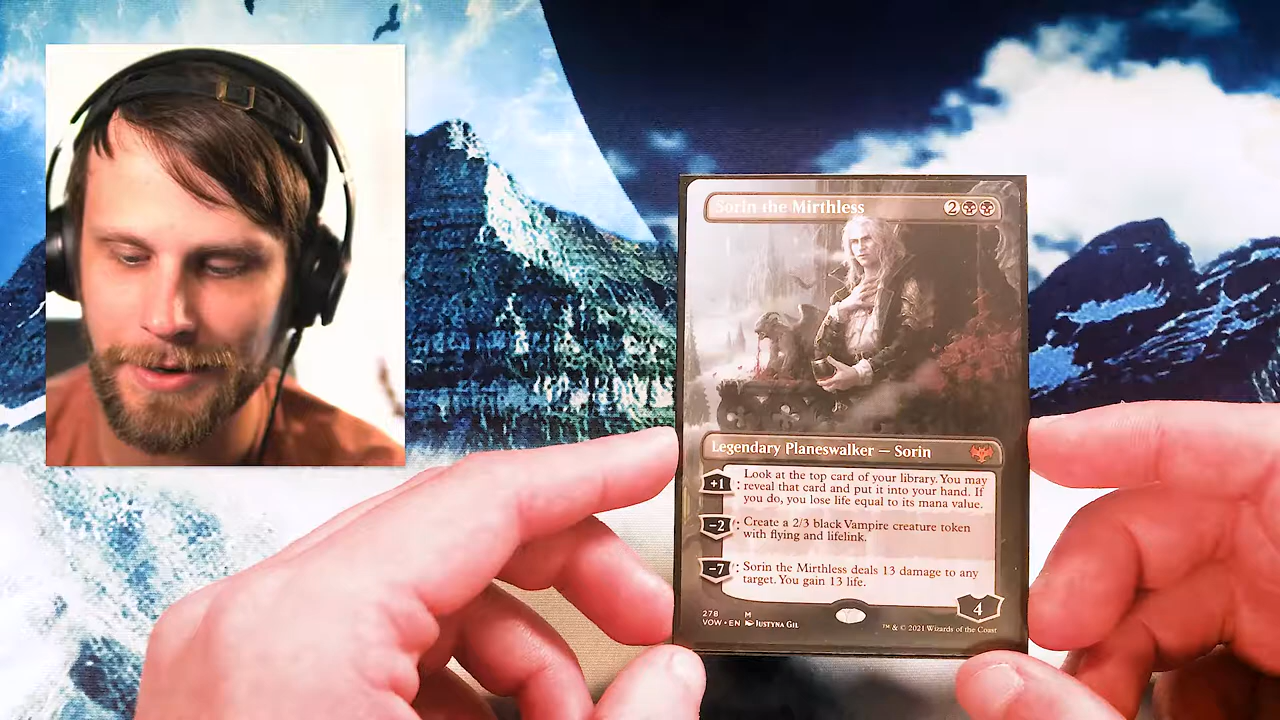 Sorin the Mirthless 2
Legendary Planeswalker — Sorin
+1 : Look at the top card of your library. You may
reveal that card and put it into your hand. If
you do, you lose life equal to its mana value.
−2 : Create a 2/3 black Vampire creature token
with flying and lifelink.
−7 : Sorin the Mirthless deals 13 damage to any
target. You gain 13 life.
4
278 M
VOW • EN Justyna Gil
™ & © 2021 Wizards of the Coast